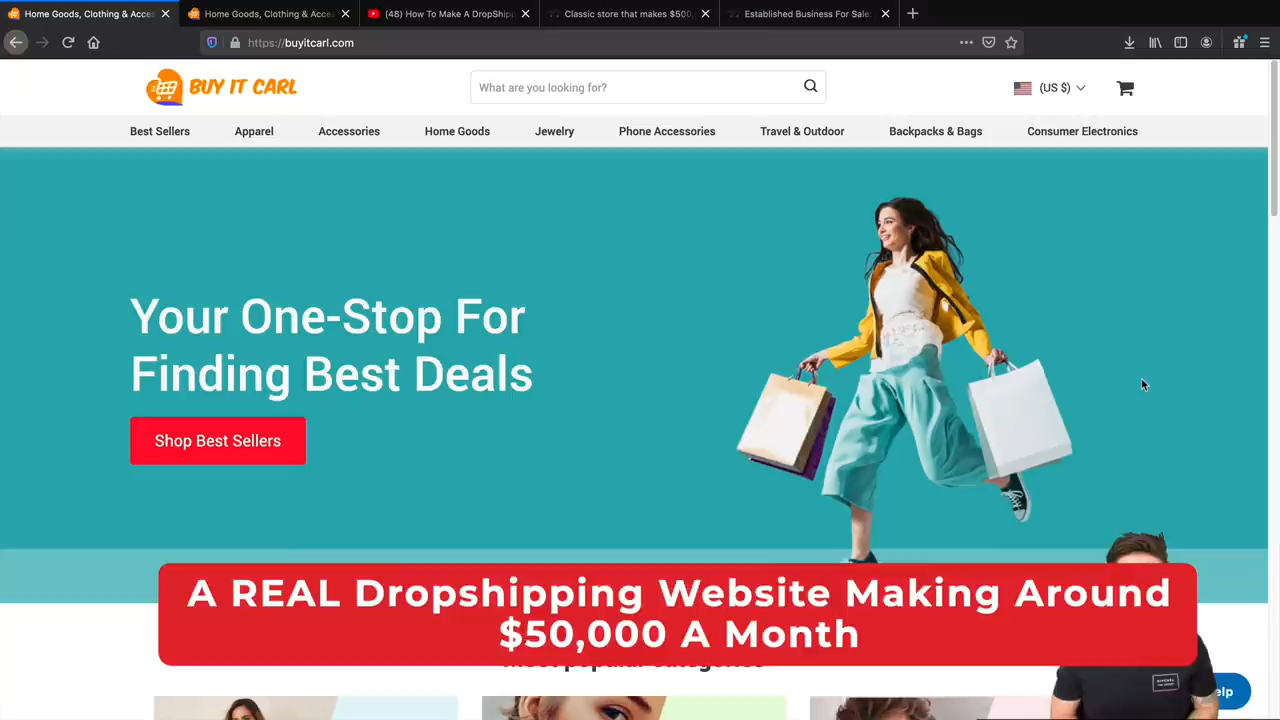 Home Goods, Clothing & Acce
Home Goods, Clothing & Acce
(48) How To Make A DropShipp
Classic store that makes $500,
Established Business For Sale:
https://buyitcarl.com
BUY IT CARL
What are you looking for?
(US $)
Best Sellers
Apparel
Accessories
Home Goods
Jewelry
Phone Accessories
Travel & Outdoor
Backpacks & Bags
Consumer Electronics
Your One-Stop For
Finding Best Deals
Shop Best Sellers
A REAL Dropshipping Website Making Around
$50,000 A Month
elp